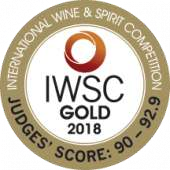 INTERNATIONAL WINE & SPIRIT COMPETITION
IWSC
GOLD
2018
JUDGES' SCORE: 90 – 92.9